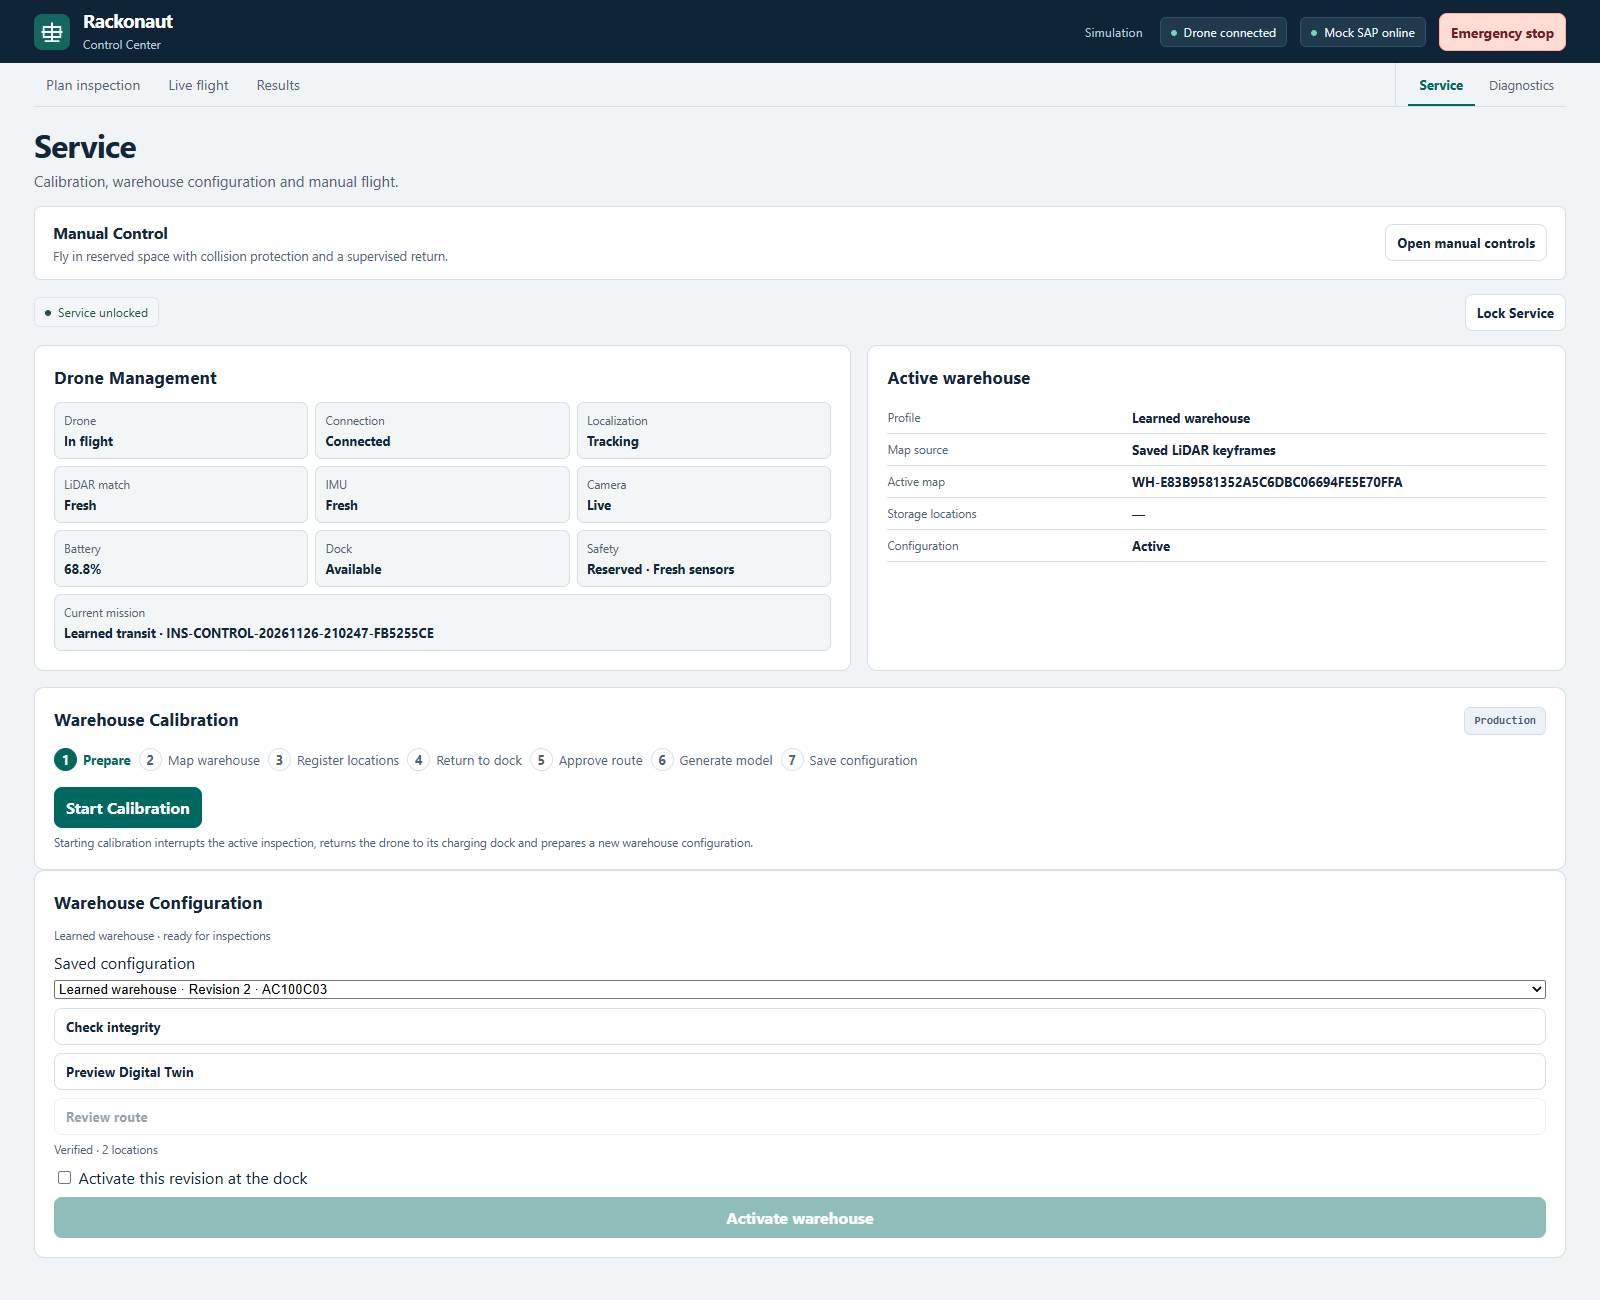 Rackonaut
Control Center
Simulation
Drone connected
Mock SAP online
Emergency stop
Plan inspection
Live flight
Results
Service
Diagnostics
Service
Calibration, warehouse configuration and manual flight.
Manual Control
Fly in reserved space with collision protection and a supervised return.
Open manual controls
Service unlocked
Lock Service
Drone Management
Drone
In flight
Connection
Connected
Localization
Tracking
LiDAR match
Fresh
IMU
Fresh
Camera
Live
Battery
68.8%
Dock
Available
Safety
Reserved · Fresh sensors
Current mission
Learned transit · INS-CONTROL-20261126-210247-FB5255CE
Active warehouse
Profile
Learned warehouse
Map source
Saved LiDAR keyframes
Active map
WH-E83B9581352A5C6DBC06694FE5E70FFA
Storage locations
—
Configuration
Active
Warehouse Calibration
Production
1 Prepare
2 Map warehouse
3 Register locations
4 Return to dock
5 Approve route
6 Generate model
7 Save configuration
Start Calibration
Starting calibration interrupts the active inspection, returns the drone to its charging dock and prepares a new warehouse configuration.
Warehouse Configuration
Learned warehouse · ready for inspections
Saved configuration
Learned warehouse · Revision 2 · AC100C03
Check integrity
Preview Digital Twin
Review route
Verified · 2 locations
Activate this revision at the dock
Activate warehouse